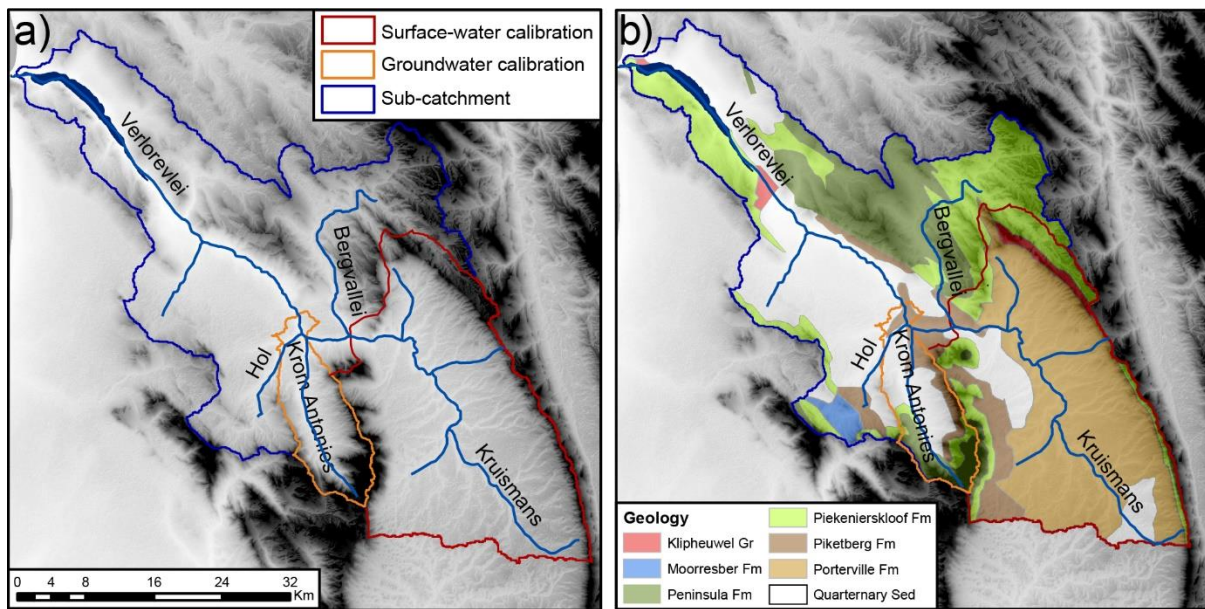 a)
Surface-water calibration
Groundwater calibration
Sub-catchment
Verlorevlei
Bergvallei
Hol
Krom Antonies
Kruismans
0 2 4 8 16 24 32
Km
b)
Verlorevlei
Bergvallei
Hol
Krom Antonies
Kruismans
Geology
Klipheuwel Gr
Moorresber Fm
Peninsula Fm
Piekenierskloof Fm
Piketberg Fm
Porterville Fm
Quarternary Sed